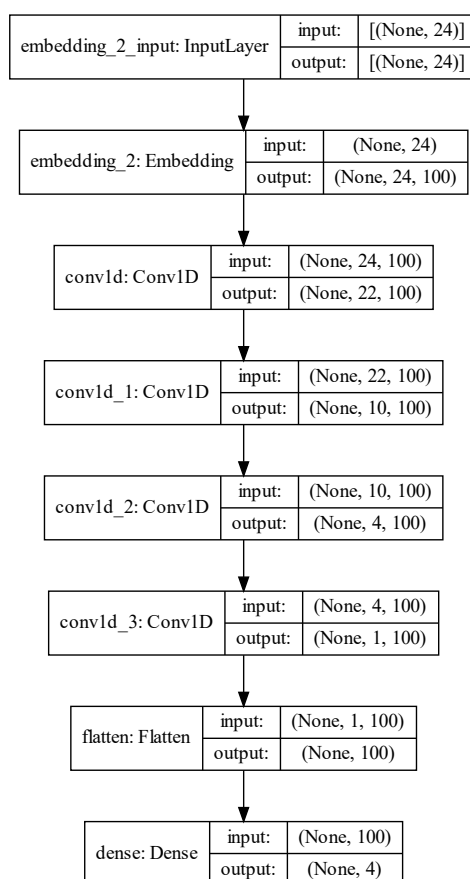 embedding_2_input: InputLayer
input: [(None, 24)]
output: [(None, 24)]
embedding_2: Embedding
input: (None, 24)
output: (None, 24, 100)
conv1d: Conv1D
input: (None, 24, 100)
output: (None, 22, 100)
conv1d_1: Conv1D
input: (None, 22, 100)
output: (None, 10, 100)
conv1d_2: Conv1D
input: (None, 10, 100)
output: (None, 4, 100)
conv1d_3: Conv1D
input: (None, 4, 100)
output: (None, 1, 100)
flatten: Flatten
input: (None, 1, 100)
output: (None, 100)
dense: Dense
input: (None, 100)
output: (None, 4)